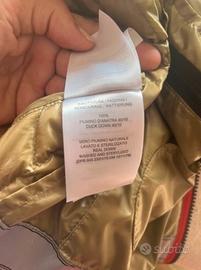 100%
PIUMINO D'ANATRA 90/10
DUCK DOWN 90/10
VERO PIUMINO NATURALE
LAVATO E STERILIZZATO
REAL DOWN
WASHED AND STERILIZED
Subito